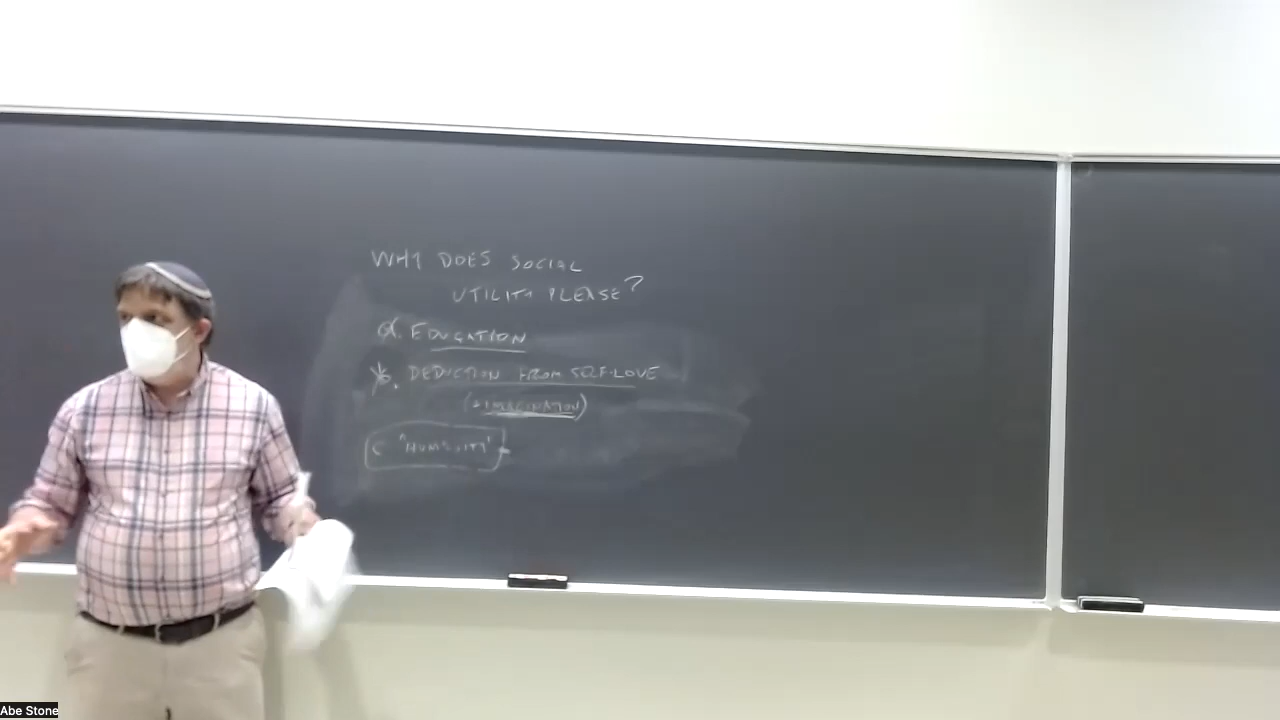 WHY DOES SOCIAL
UTILITY PLEASE?
a. EDUCATION
b. DEDUCTION FROM SELF-LOVE
(+ IMAGINATION)
C "HUMANITY"
Abe Stone